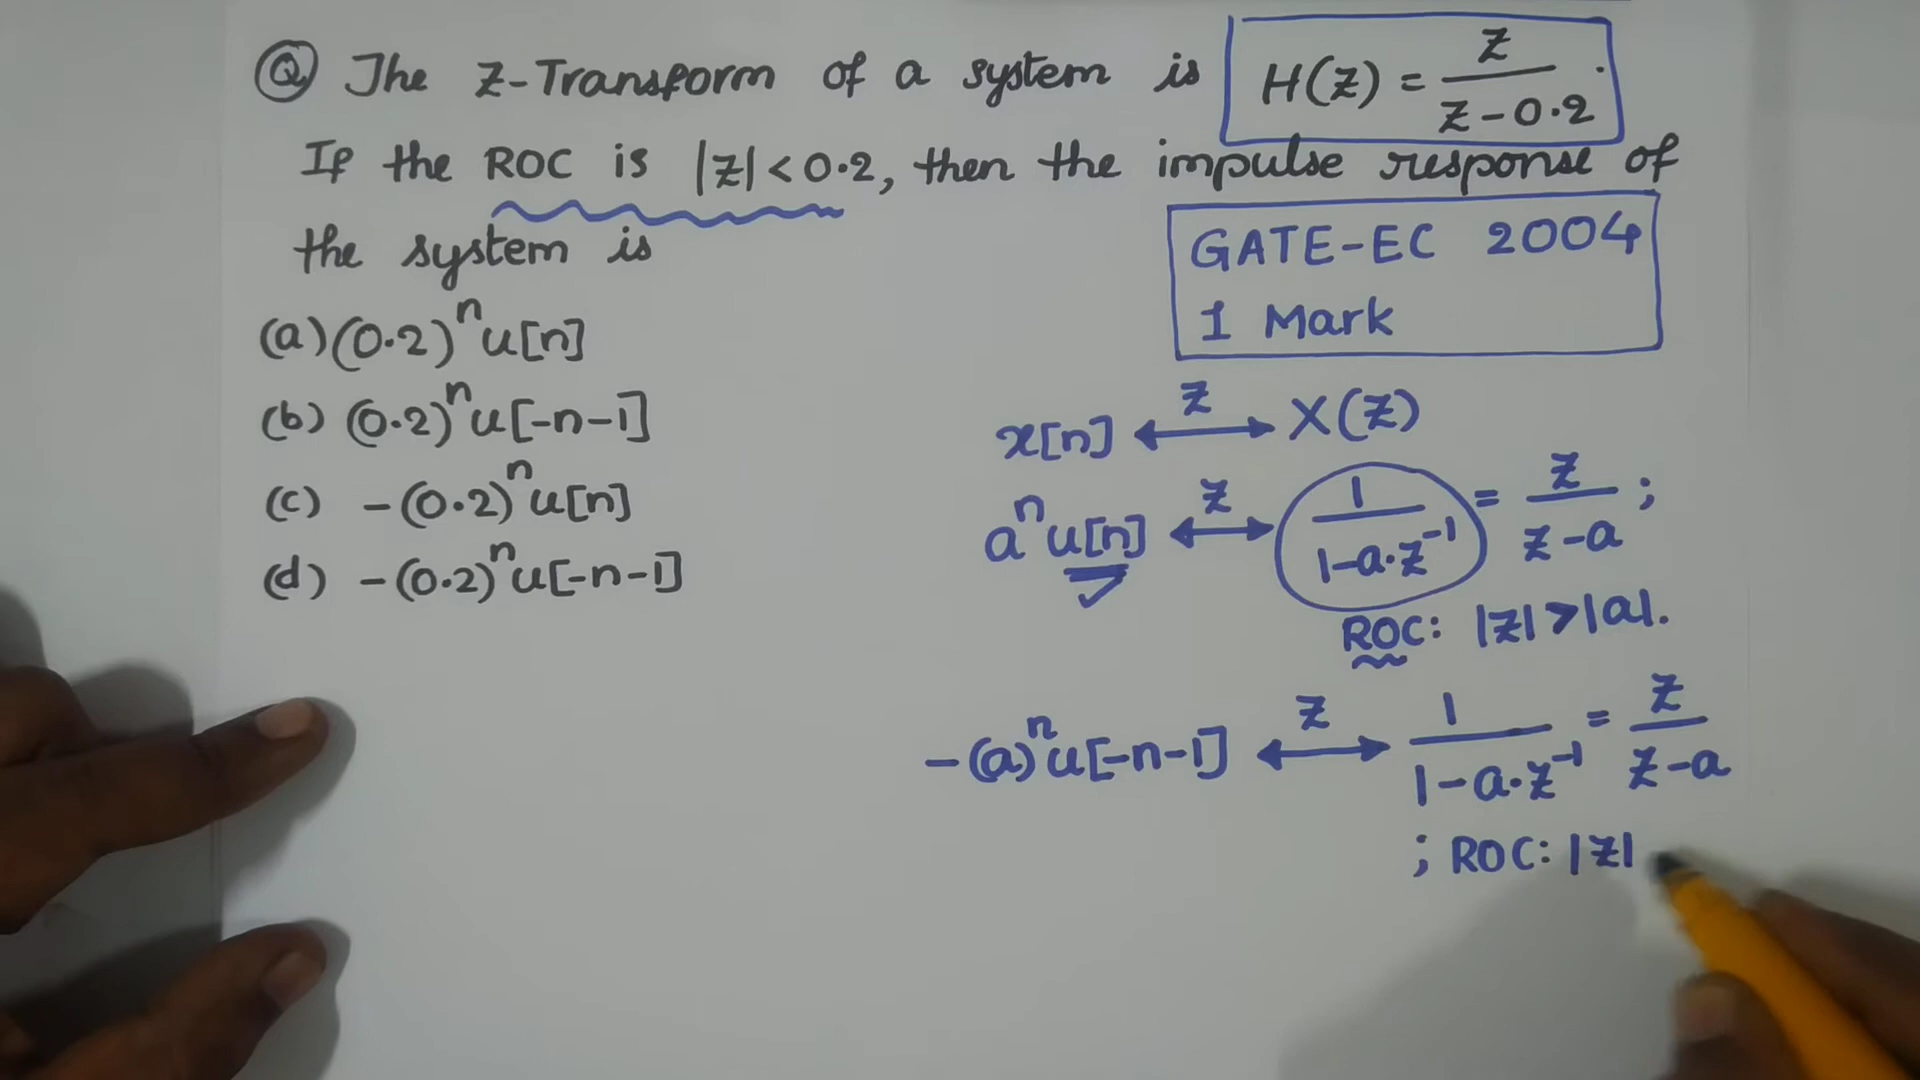 Q The Z-Transform of a system is H(z) = z/(z-0.2).
If the ROC is |z|<0.2, then the impulse response of
the system is
GATE-EC 2004
1 Mark
(a) (0.2)^n u[n]
(b) (0.2)^n u[-n-1]
(c) -(0.2)^n u[n]
(d) -(0.2)^n u[-n-1]
x[n] <-z-> X(z)
a^n u[n] <-z-> 1/(1-a·z^-1) = z/(z-a);
ROC: |z|>|a|.
-(a)^n u[-n-1] <-z-> 1/(1-a·z^-1) = z/(z-a)
; ROC: |z|